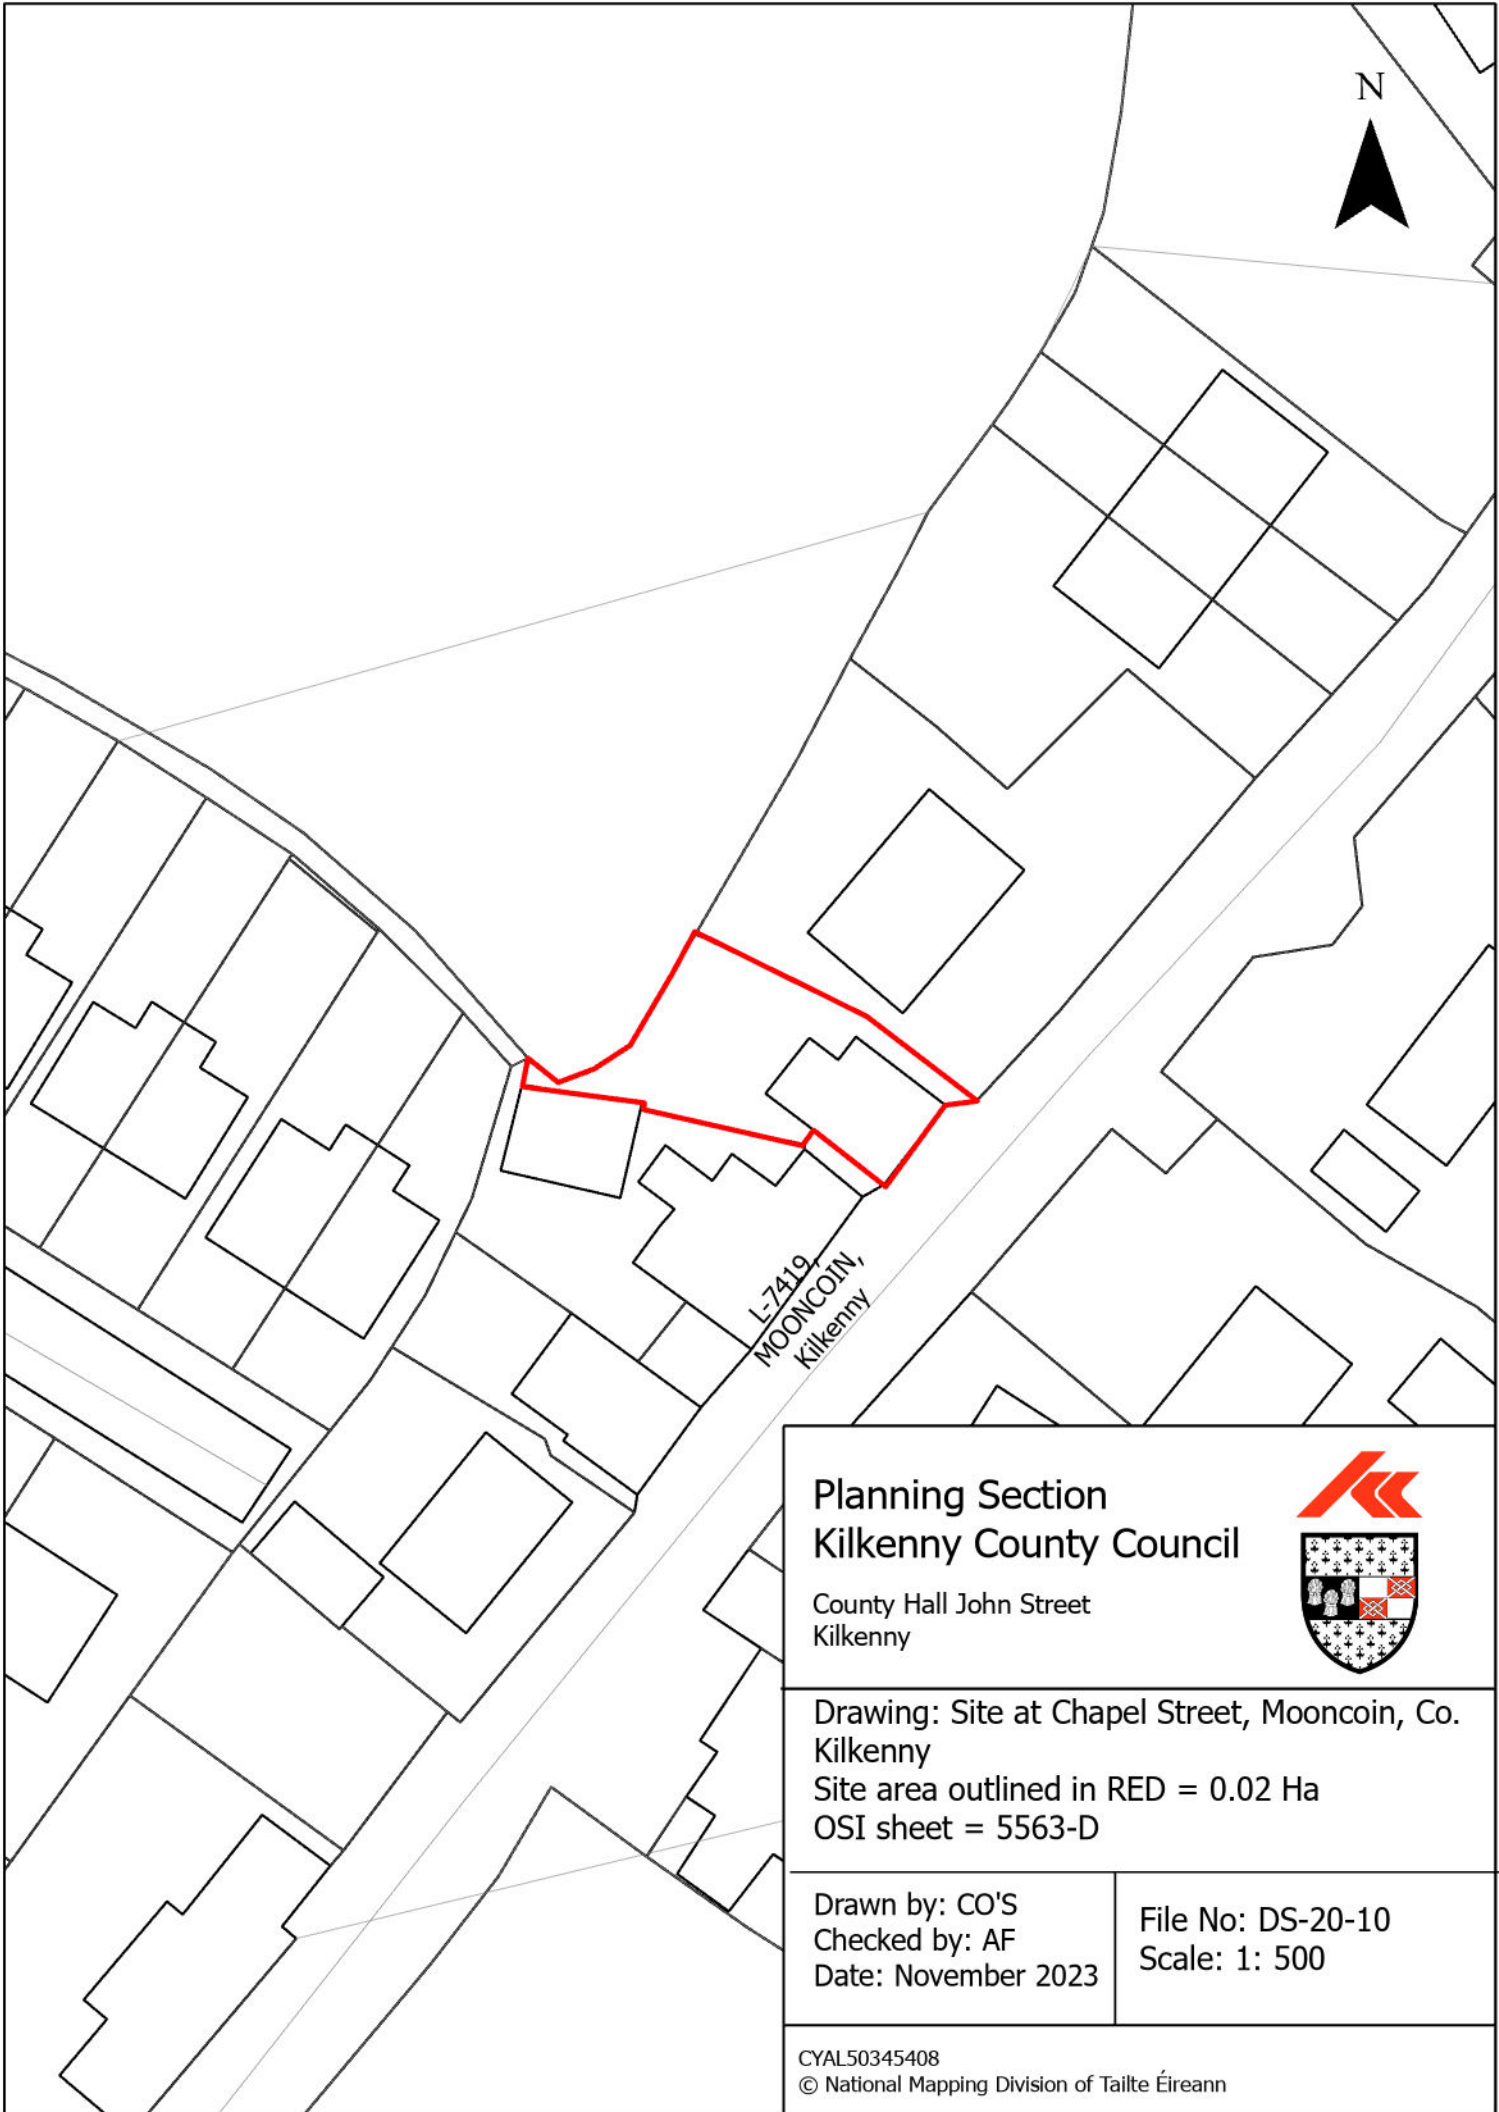 N
L-7419,
MOONCOIN,
Kilkenny
Planning Section
Kilkenny County Council
County Hall John Street
Kilkenny
Drawing: Site at Chapel Street, Mooncoin, Co.
Kilkenny
Site area outlined in RED = 0.02 Ha
OSI sheet = 5563-D
Drawn by: CO'S
Checked by: AF
Date: November 2023
File No: DS-20-10
Scale: 1: 500
CYAL50345408
© National Mapping Division of Tailte Éireann